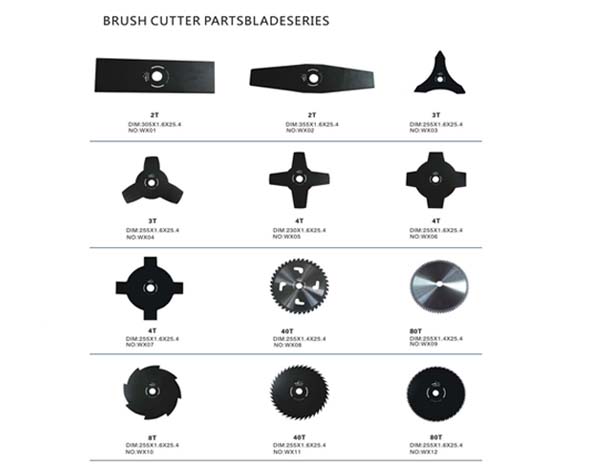 BRUSH CUTTER PARTSBLADESERIES
2T
DIM:305X1.6X25.4
NO:WX01
2T
DIM:355X1.6X25.4
NO:WX02
3T
DIM:255X1.6X25.4
NO:WX03
3T
DIM:255X1.6X25.4
NO:WX04
4T
DIM:230X1.6X25.4
NO:WX05
4T
DIM:255X1.6X25.4
NO:WX06
4T
DIM:255X1.6X25.4
NO:WX07
40T
DIM:255X1.4X25.4
NO:WX08
80T
DIM:255X1.4X25.4
NO:WX09
8T
DIM:255X1.6X25.4
NO:WX10
40T
DIM:255X1.6X25.4
NO:WX11
80T
DIM:255X1.6X25.4
NO:WX12